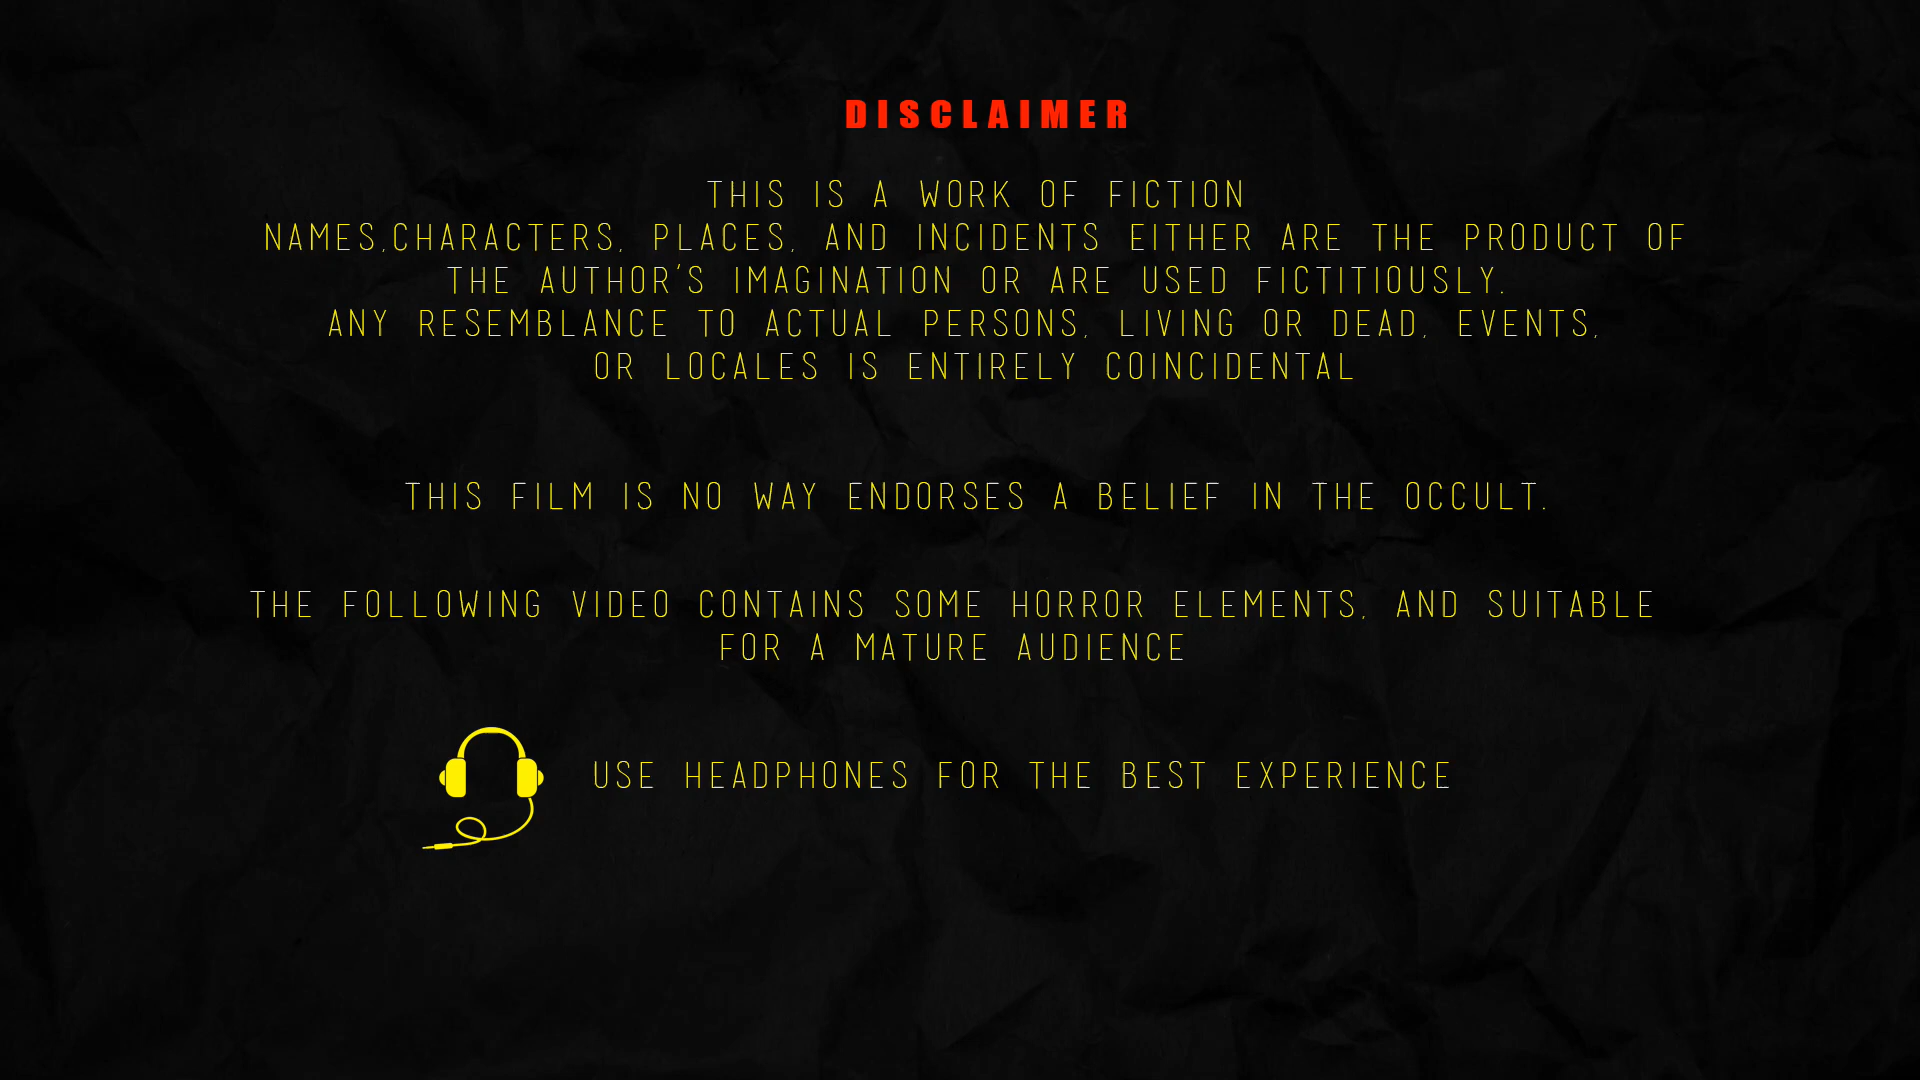 DISCLAIMER
THIS IS A WORK OF FICTION
NAMES,CHARACTERS, PLACES, AND INCIDENTS EITHER ARE THE PRODUCT OF
THE AUTHOR'S IMAGINATION OR ARE USED FICTITIOUSLY.
ANY RESEMBLANCE TO ACTUAL PERSONS, LIVING OR DEAD, EVENTS,
OR LOCALES IS ENTIRELY COINCIDENTAL
THIS FILM IS NO WAY ENDORSES A BELIEF IN THE OCCULT.
THE FOLLOWING VIDEO CONTAINS SOME HORROR ELEMENTS, AND SUITABLE
FOR A MATURE AUDIENCE
USE HEADPHONES FOR THE BEST EXPERIENCE